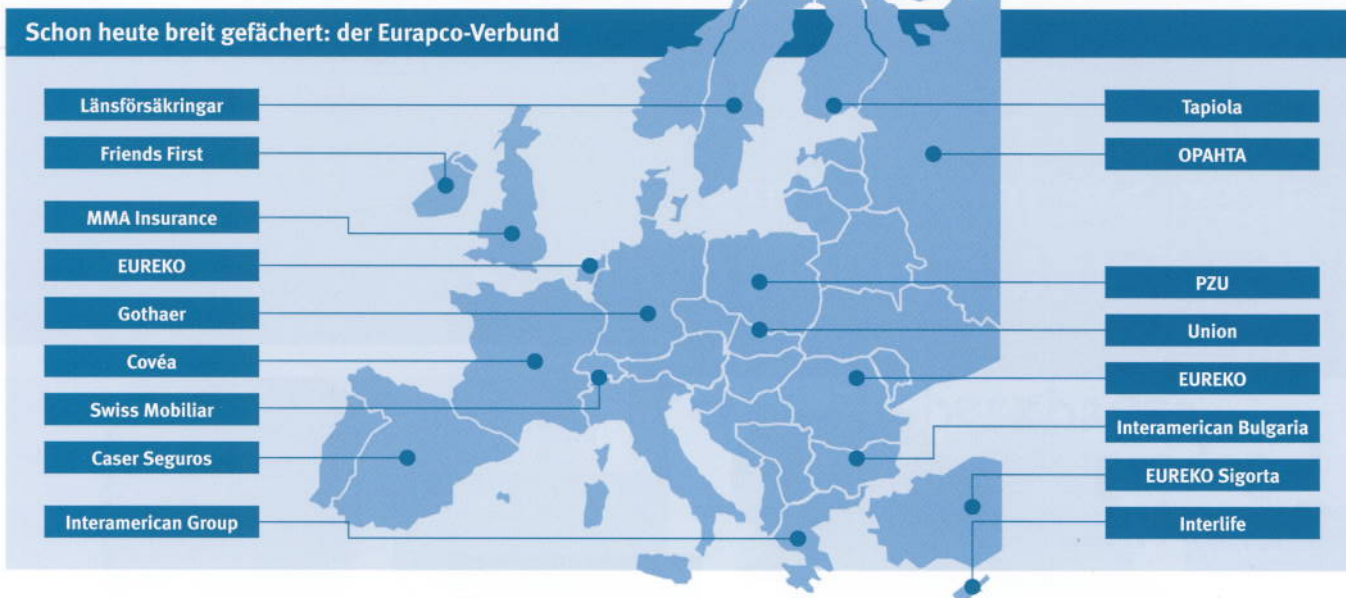 Schon heute breit gefächert: der Eurapco-Verbund
Länsförsäkringar
Friends First
MMA Insurance
EUREKO
Gothaer
Covéa
Swiss Mobiliar
Caser Seguros
Interamerican Group
Tapiola
OPAHTA
PZU
Union
EUREKO
Interamerican Bulgaria
EUREKO Sigorta
Interlife